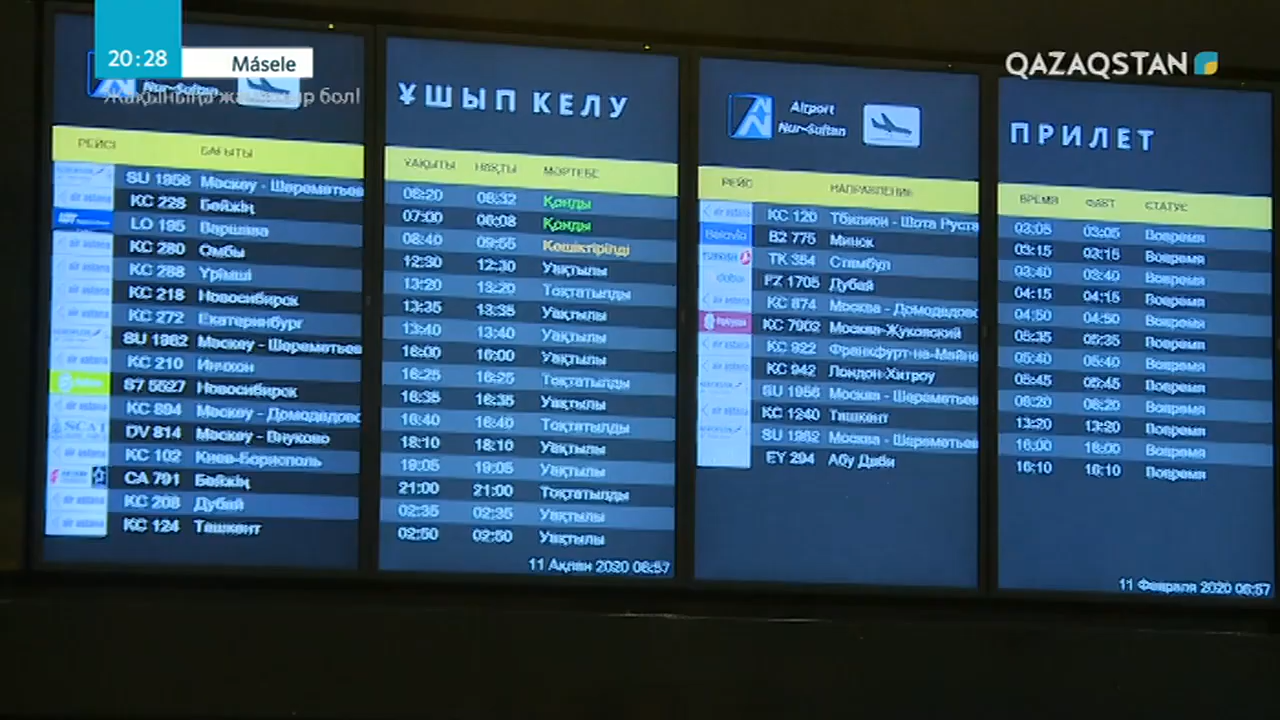 20:28
Másele
QAZAQSTAN
Nur-Sultan
ҰШЫП КЕЛУ
Airport
Nur-Sultan
ПРИЛЕТ
РЕЙСІ БАҒЫТЫ УАҚЫТЫ НАҚТЫ МӘРТЕБЕ
SU 1956 Мәскеу - Шереметьев 06:20 06:32 Қонды
KC 228 Бейжің 07:00 06:08 Қонды
LO 195 Варшава 08:40 09:55 Кешіктірілді
KC 280 Омбы 12:30 12:30 Уақтылы
KC 288 Үрімші 13:20 13:20 Тоқтатылды
KC 218 Новосибирск 13:35 13:35 Уақтылы
KC 272 Екатеринбург 13:40 13:40 Уақтылы
SU 1962 Мәскеу - Шереметьев 16:00 16:00 Уақтылы
KC 210 Инчхон 16:25 16:25 Тоқтатылды
S7 5527 Новосибирск 16:35 16:35 Уақтылы
KC 894 Мәскеу - Домодедово 16:40 16:40 Тоқтатылды
DV 814 Мәскеу - Внуково 18:10 18:10 Уақтылы
KC 102 Киев-Борисполь 19:05 19:05 Уақтылы
CA 791 Бейжің 21:00 21:00 Тоқтатылды
KC 208 Дубай 02:35 02:35 Уақтылы
KC 124 Ташкент 02:50 02:50 Уақтылы
11 Ақпан 2020 06:57
РЕЙС НАПРАВЛЕНИЕ ВРЕМЯ ФАКТ СТАТУС
KC 120 Тбилиси - Шота Руста 03:05 03:05 Вовремя
B2 775 Минск 03:15 03:15 Вовремя
TK 354 Стамбул 03:40 03:40 Вовремя
FZ 1705 Дубай 04:15 04:15 Вовремя
KC 874 Москва - Домодедово 04:50 04:50 Вовремя
KC 7902 Москва-Жуковский 05:35 05:35 Вовремя
KC 922 Франкфурт-на-Майне 05:40 05:40 Вовремя
KC 942 Лондон Хитроу 05:45 05:45 Вовремя
SU 1956 Москва - Шереметьев 06:20 06:20 Вовремя
KC 1240 Ташкент 13:20 13:20 Вовремя
SU 1962 Москва - Шереметьев 16:00 16:00 Вовремя
EY 294 Абу Даби 16:10 16:10 Вовремя
11 Февраля 2020 06:57